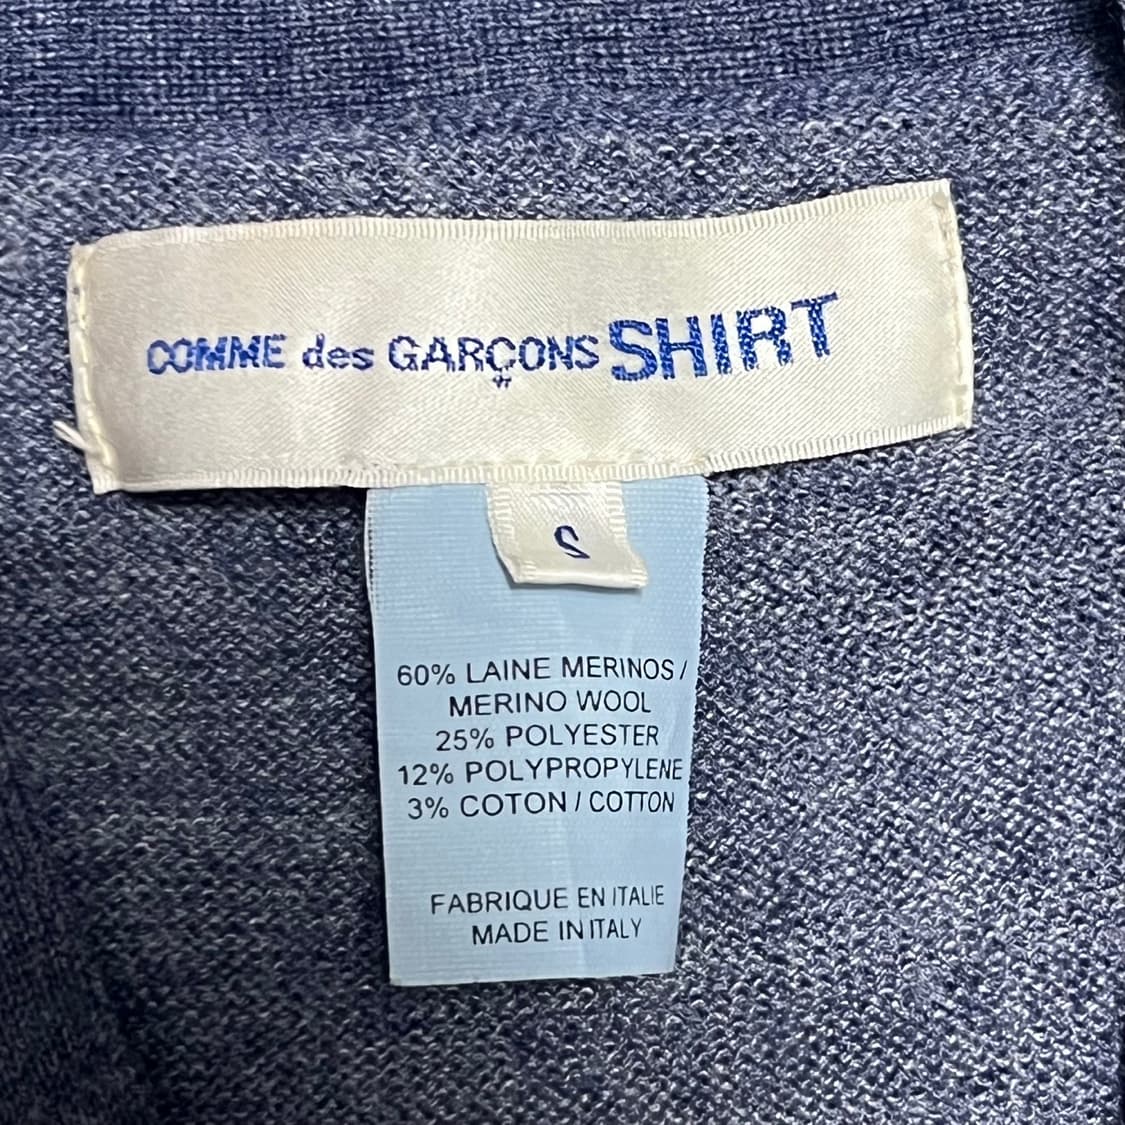 COMME des GARÇONS SHIRT
S
60% LAINE MERINOS /
MERINO WOOL
25% POLYESTER
12% POLYPROPYLENE
3% COTON / COTTON
FABRIQUE EN ITALIE
MADE IN ITALY